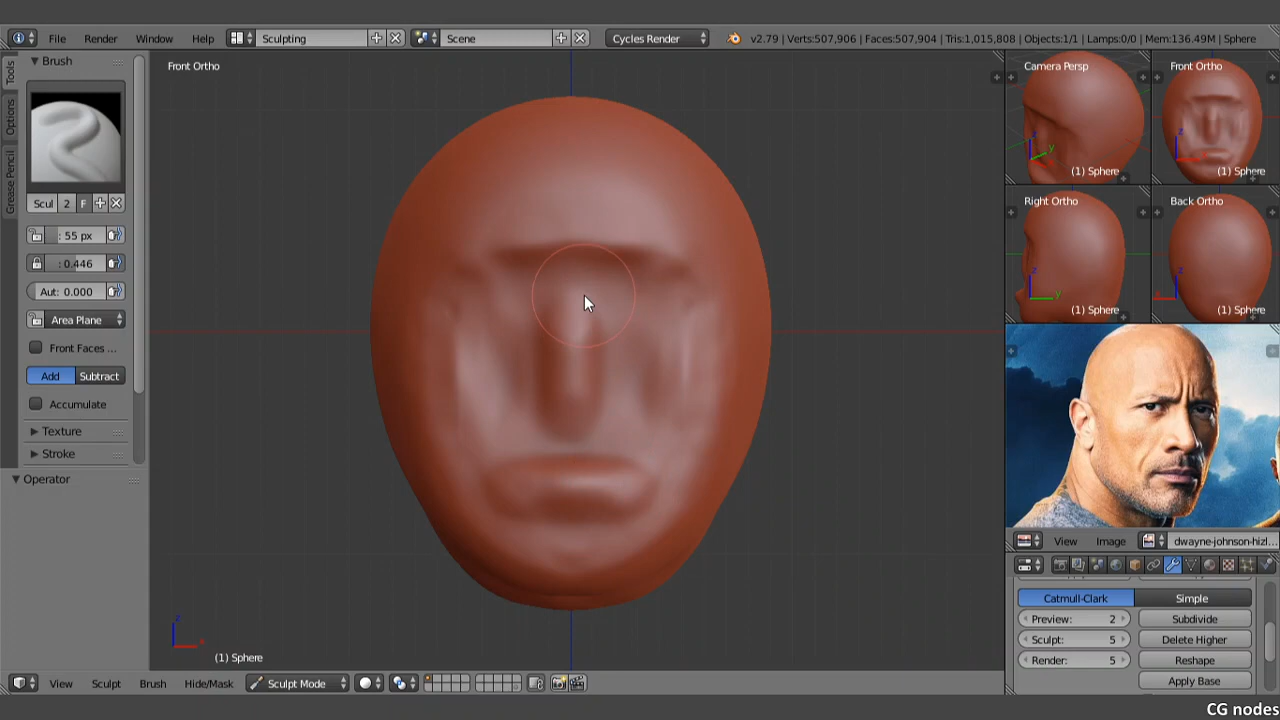 File Render Window Help Sculpting Scene Cycles Render v2.79 | Verts:507,906 | Faces:507,904 | Tris:1,015,808 | Objects:1/1 | Lamps:0/0 | Mem:136.49M | Sphere
Tools
Options
Grease Pencil
Brush
Scul 2 F
: 55 px
: 0.446
Aut: 0.000
Area Plane
Front Faces ...
Add Subtract
Accumulate
Texture
Stroke
Operator
Front Ortho
z
x
(1) Sphere
Camera Persp
z
y
(1) Sphere
Front Ortho
z
(1) Sphere
Right Ortho
z
y
(1) Sphere
Back Ortho
z
(1) Sphere
View Image dwayne-johnson-hizl...
Catmull-Clark Simple
Preview: 2 Subdivide
Sculpt: 5 Delete Higher
Render: 5 Reshape
Apply Base
View Sculpt Brush Hide/Mask Sculpt Mode
CG nodes